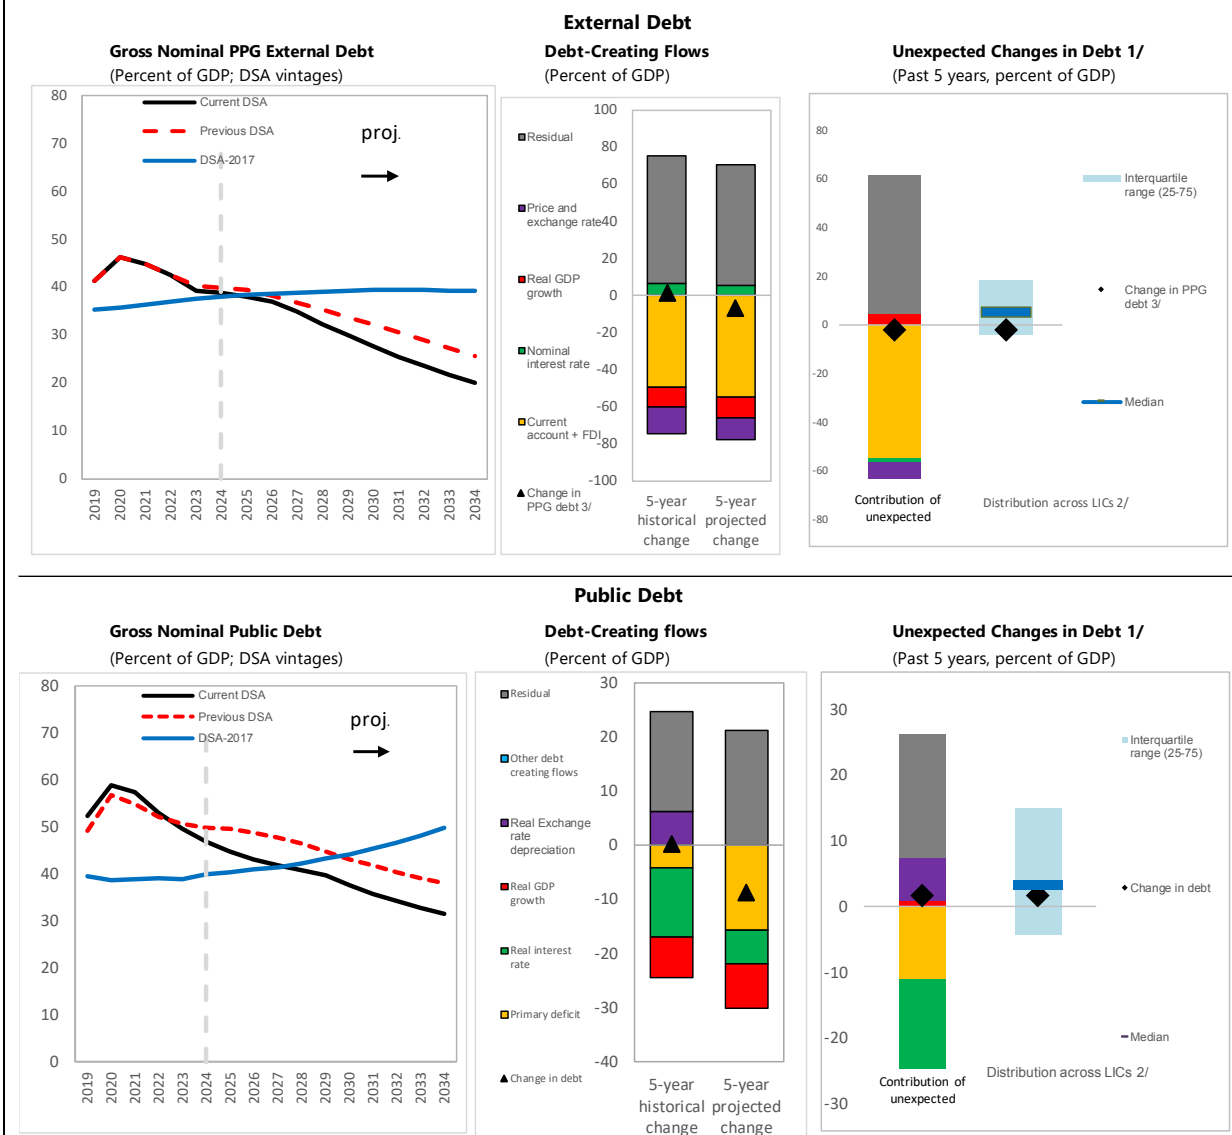 External Debt
Gross Nominal PPG External Debt
(Percent of GDP; DSA vintages)
80
70
60
50
40
30
20
10
0
Current DSA
Previous DSA
DSA-2017
proj.
2019
2020
2021
2022
2023
2024
2025
2026
2027
2028
2029
2030
2031
2032
2033
2034
Debt-Creating Flows
(Percent of GDP)
100
80
60
40
20
0
-20
-40
-60
-80
-100
Residual
Price and
exchange rate
Real GDP
growth
Nominal
interest rate
Current
account + FDI
Change in
PPG debt 3/
5-year
historical
change
5-year
projected
change
Unexpected Changes in Debt 1/
(Past 5 years, percent of GDP)
80
60
40
20
0
-20
-40
-60
-80
Interquartile
range (25-75)
Change in PPG
debt 3/
Median
Contribution of
unexpected
Distribution across LICs 2/
Public Debt
Gross Nominal Public Debt
(Percent of GDP; DSA vintages)
80
70
60
50
40
30
20
10
0
Current DSA
Previous DSA
DSA-2017
proj.
2019
2020
2021
2022
2023
2024
2025
2026
2027
2028
2029
2030
2031
2032
2033
2034
Debt-Creating flows
(Percent of GDP)
30
20
10
0
-10
-20
-30
-40
Residual
Other debt
creating flows
Real Exchange
rate
depreciation
Real GDP
growth
Real interest
rate
Primary deficit
Change in debt
5-year
historical
change
5-year
projected
change
Unexpected Changes in Debt 1/
(Past 5 years, percent of GDP)
30
20
10
0
-10
-20
-30
Interquartile
range (25-75)
Change in debt
Median
Contribution of
unexpected
Distribution across LICs 2/